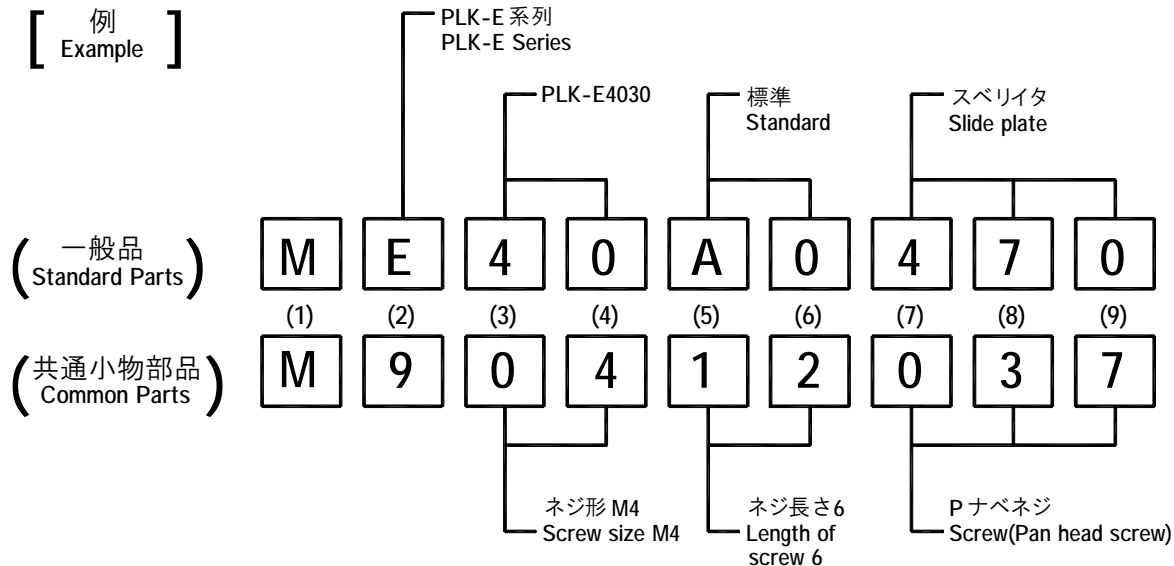 [ 例 ]
Example
PLK-E 系列
PLK-E Series
PLK-E4030
標準
Standard
スベリイタ
Slide plate
( 一般品 )
Standard Parts
M E 4 0 A 0 4 7 0
(1) (2) (3) (4) (5) (6) (7) (8) (9)
( 共通小物部品 )
Common Parts
M 9 0 4 1 2 0 3 7
ネジ形 M4
Screw size M4
ネジ長さ6
Length of
screw 6
P ナベネジ
Screw(Pan head screw)